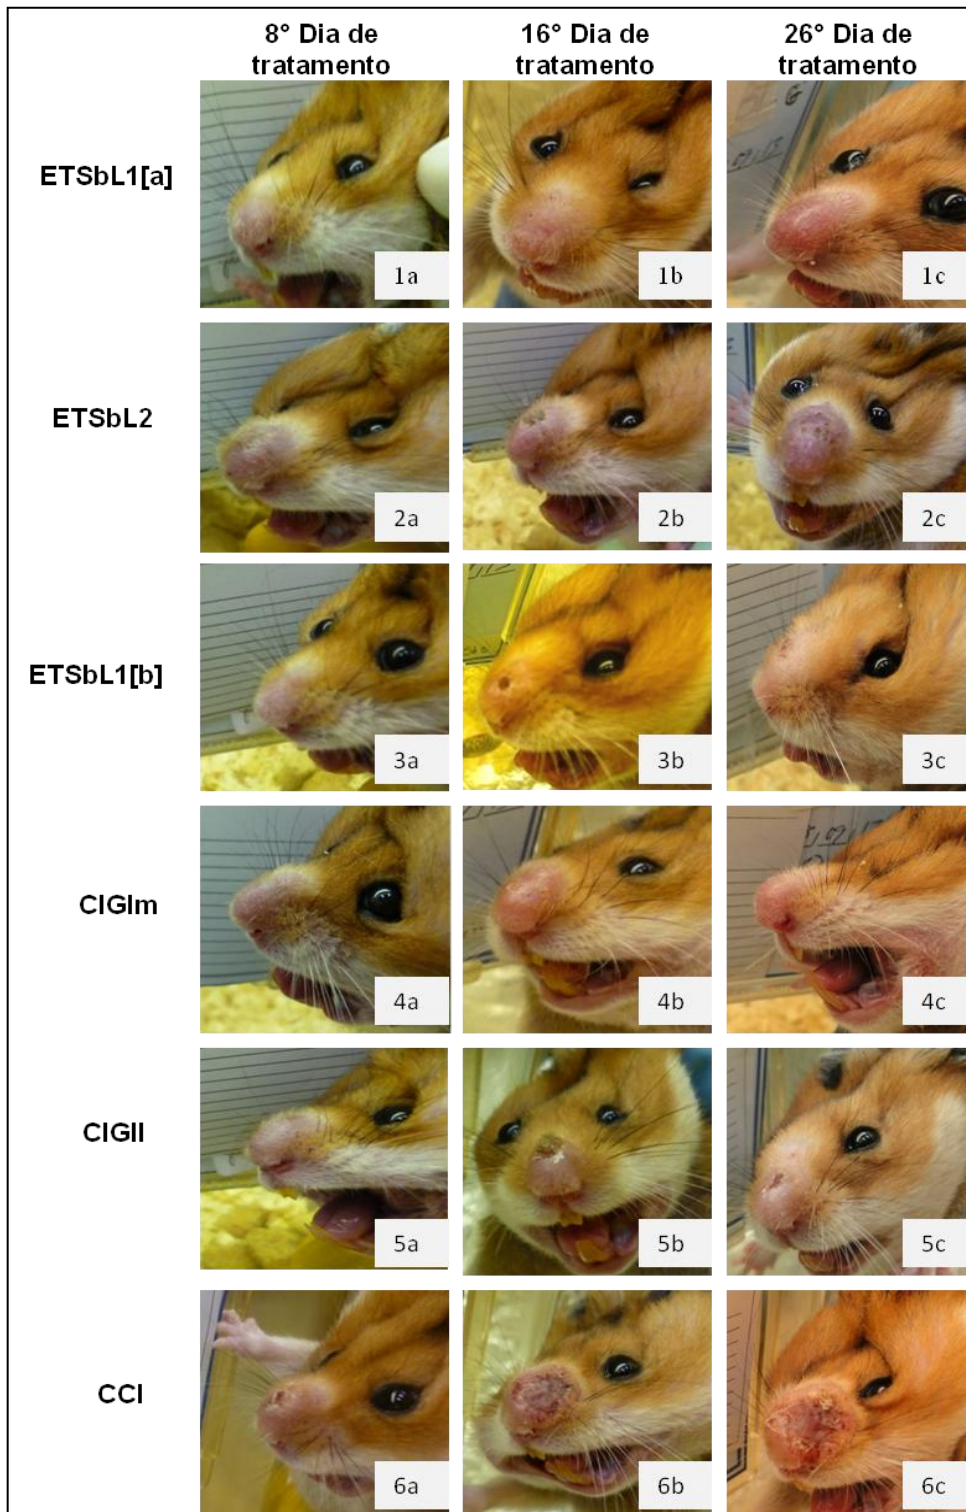 8° Dia de
tratamento
16° Dia de
tratamento
26° Dia de
tratamento
ETSbL1[a]
1a
1b
1c
ETSbL2
2a
2b
2c
ETSbL1[b]
3a
3b
3c
CIGIm
4a
4b
4c
CIGII
5a
5b
5c
CCI
6a
6b
6c